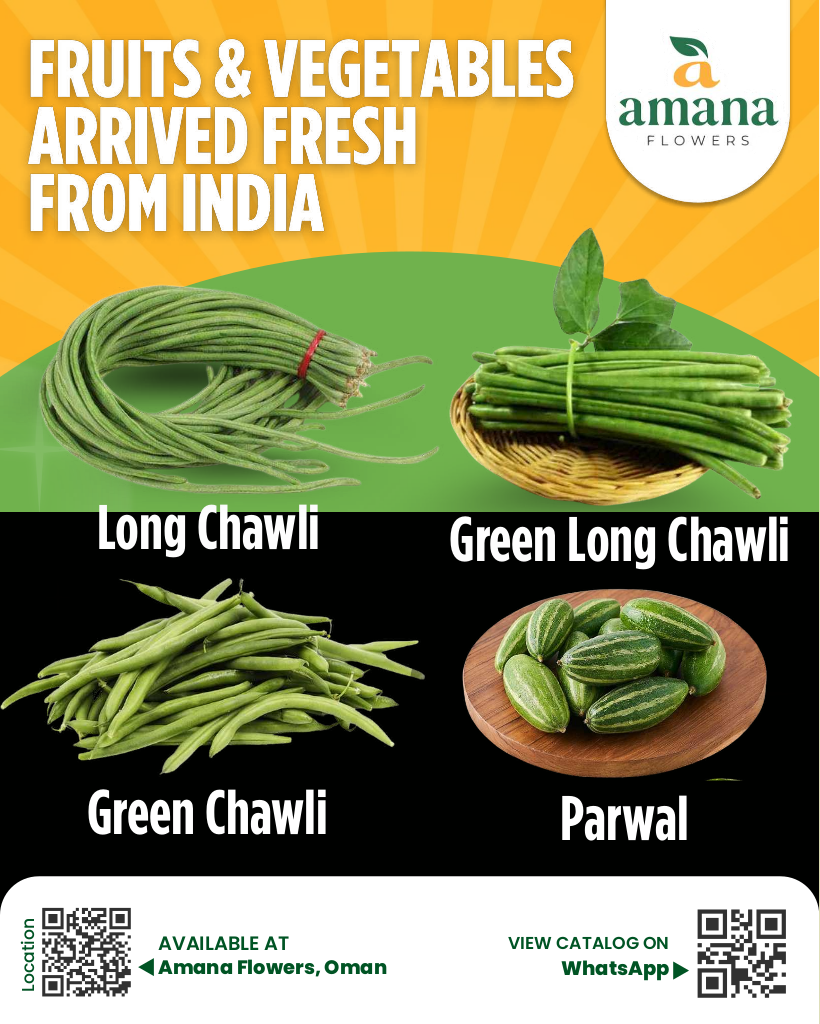 FRUITS & VEGETABLES
ARRIVED FRESH
FROM INDIA
amana
FLOWERS
Long Chawli
Green Long Chawli
Green Chawli
Parwal
Location
AVAILABLE AT
Amana Flowers, Oman
VIEW CATALOG ON
WhatsApp